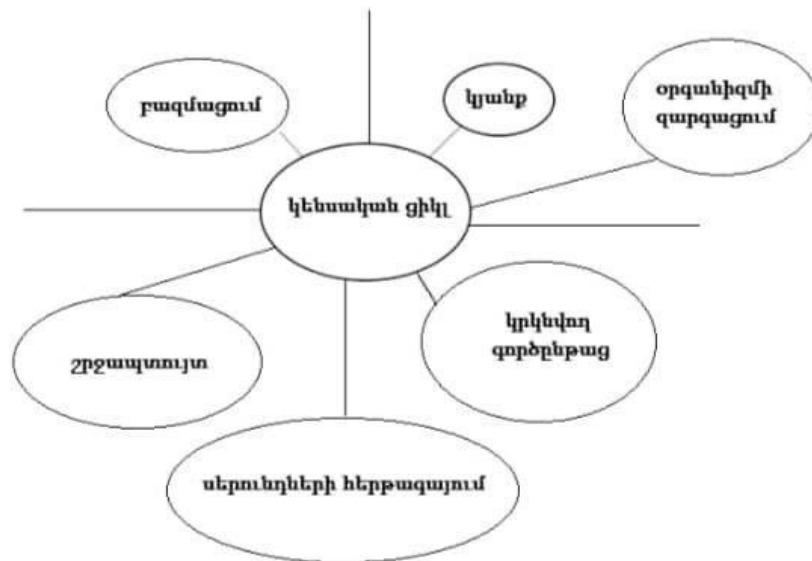 բազմացում
կյանք
օրգանիզմի
զարգացում
կենսական ցիկլ
կրկնվող
գործընթաց
շրջապտույտ
սերունդների հերթագայում